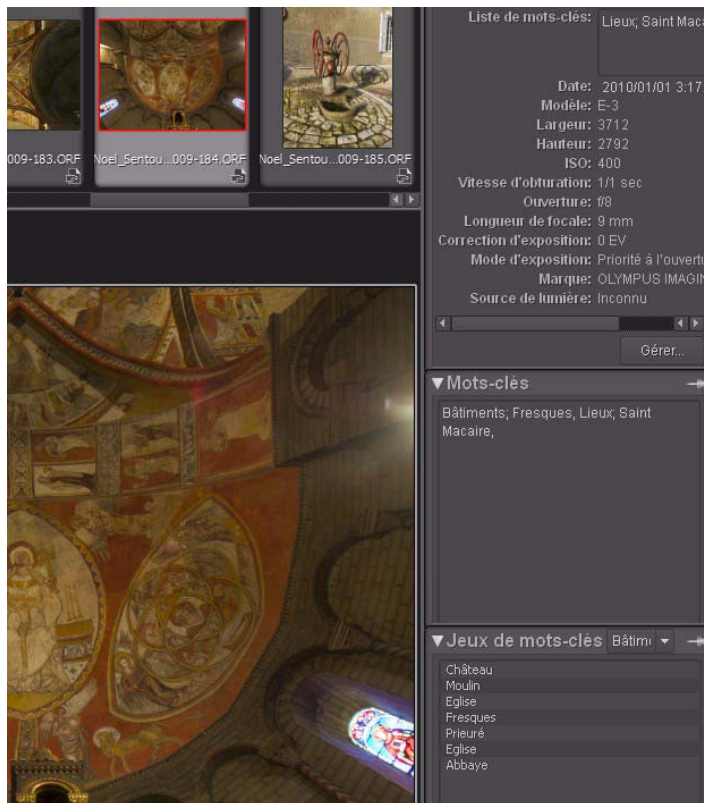 009-183.ORF
Noel_Sentou...009-184.ORF
Noel_Sentou...009-185.ORF
Liste de mots-clés: Lieux; Saint Maca
Date: 2010/01/01 3:17:
Modèle: E-3
Largeur: 3712
Hauteur: 2792
ISO: 400
Vitesse d'obturation: 1/1 sec
Ouverture: f/8
Longueur de focale: 9 mm
Correction d'exposition: 0 EV
Mode d'exposition: Priorité à l'ouvertu
Marque: OLYMPUS IMAGIN
Source de lumière: Inconnu
Gérer...
Mots-clés
Bâtiments; Fresques, Lieux; Saint
Macaire,
Jeux de mots-clés Bâtim
Château
Moulin
Eglise
Fresques
Prieuré
Eglise
Abbaye